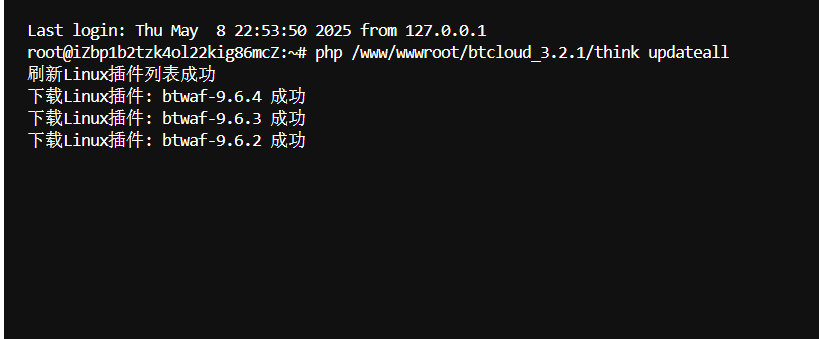 Last login: Thu May  8 22:53:50 2025 from 127.0.0.1
root@iZbp1b2tzk4ol22kig86mcZ:~# php /www/wwwroot/btcloud_3.2.1/think updateall
刷新Linux插件列表成功
下载Linux插件: btwaf-9.6.4 成功
下载Linux插件: btwaf-9.6.3 成功
下载Linux插件: btwaf-9.6.2 成功